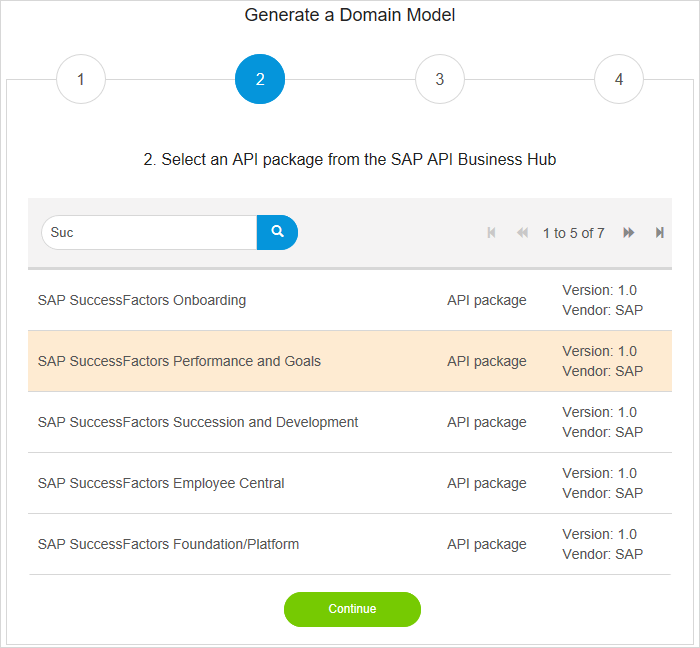 Generate a Domain Model
1 2 3 4
2. Select an API package from the SAP API Business Hub
Suc 1 to 5 of 7
SAP SuccessFactors Onboarding API package Version: 1.0
Vendor: SAP
SAP SuccessFactors Performance and Goals API package Version: 1.0
Vendor: SAP
SAP SuccessFactors Succession and Development API package Version: 1.0
Vendor: SAP
SAP SuccessFactors Employee Central API package Version: 1.0
Vendor: SAP
SAP SuccessFactors Foundation/Platform API package Version: 1.0
Vendor: SAP
Continue